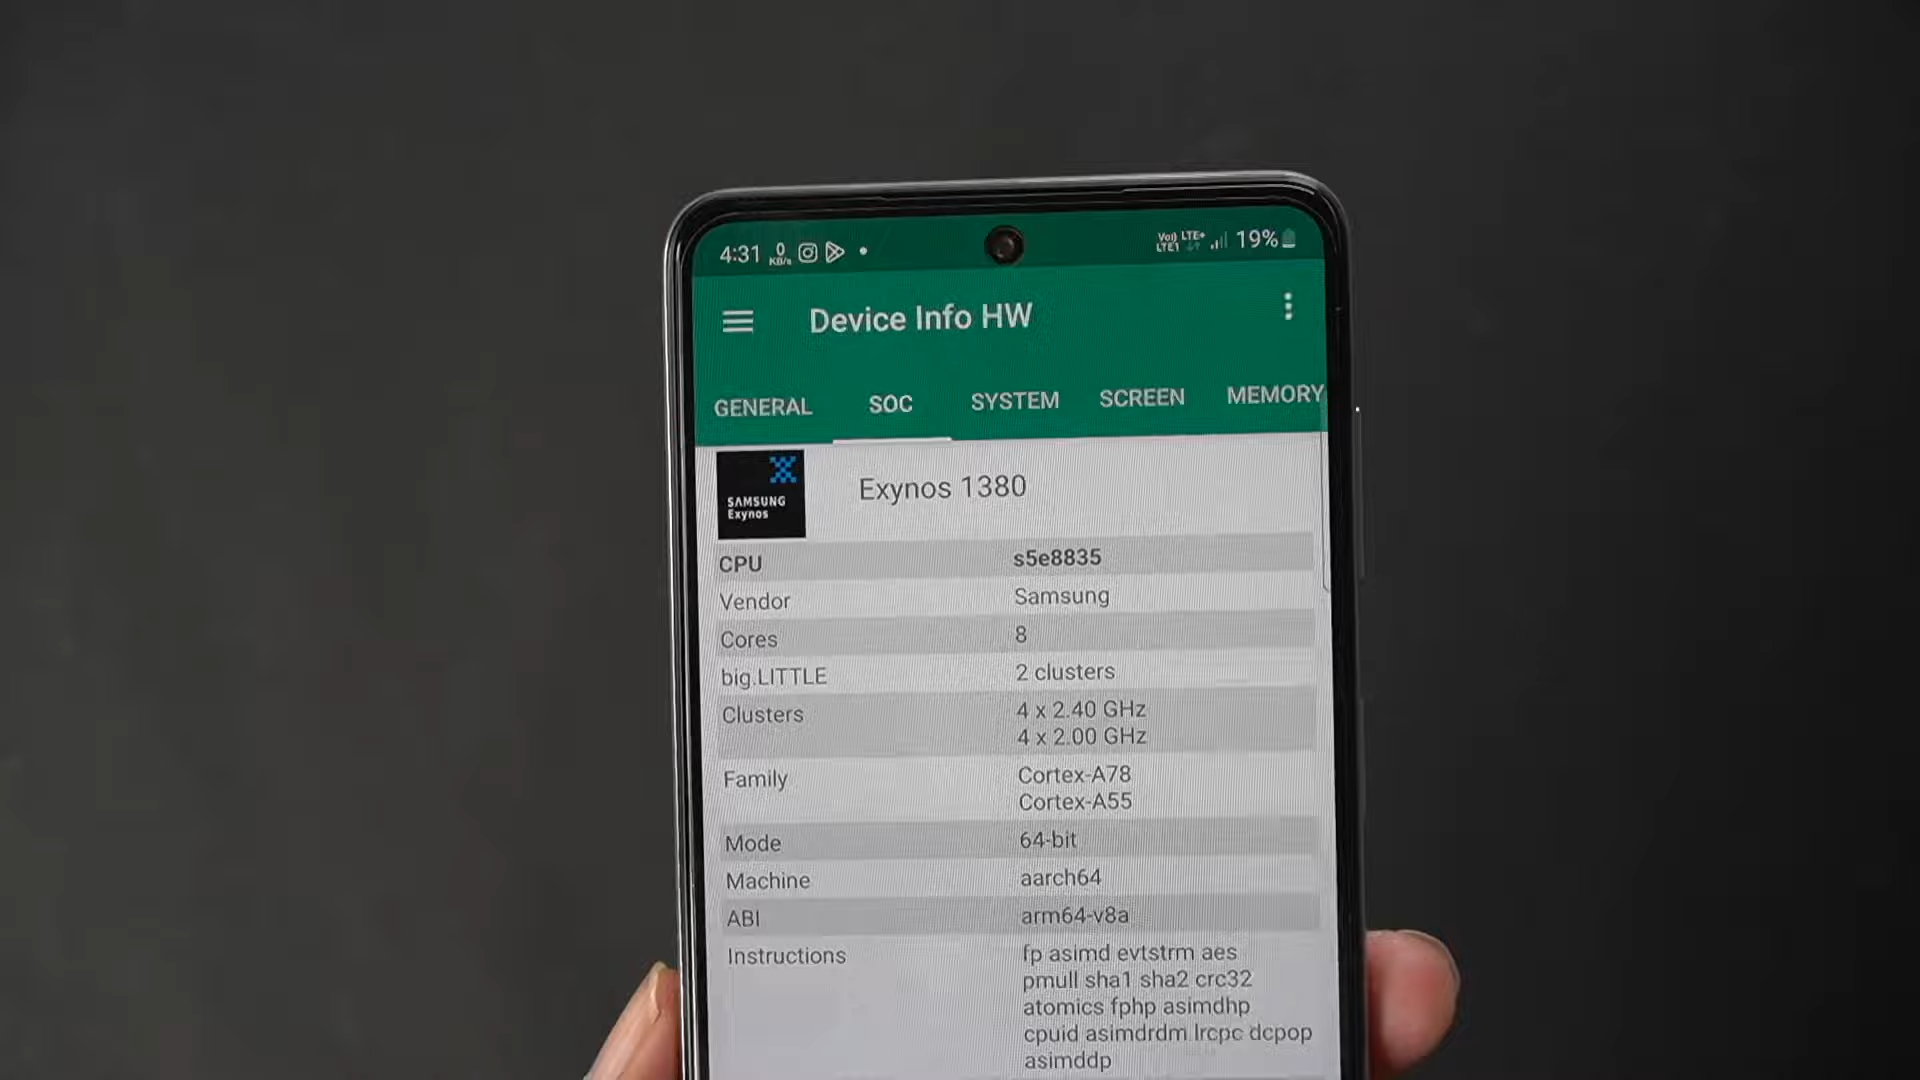 4:31 0 KB/s Vo) LTE1 LTE+ 19%
Device Info HW
GENERAL SOC SYSTEM SCREEN MEMORY
SAMSUNG
Exynos
Exynos 1380
CPU s5e8835
Vendor Samsung
Cores 8
big.LITTLE 2 clusters
Clusters 4 x 2.40 GHz
4 x 2.00 GHz
Family Cortex-A78
Cortex-A55
Mode 64-bit
Machine aarch64
ABI arm64-v8a
Instructions fp asimd evtstrm aes
pmull sha1 sha2 crc32
atomics fphp asimdhp
cpuid asimdrdm lrcpc dcpop
asimddp